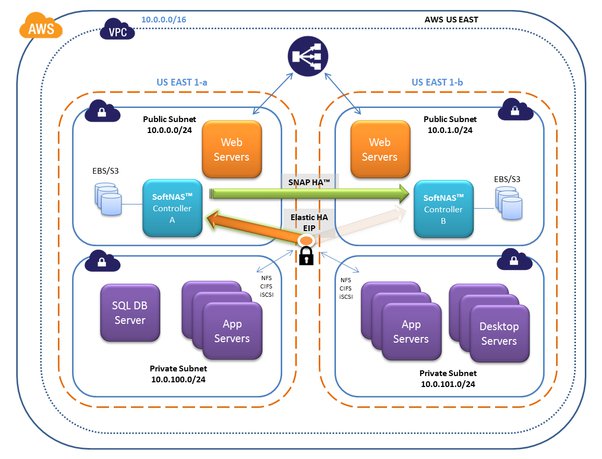 AWS
VPC
10.0.0.0/16
AWS US EAST
US EAST 1-a
US EAST 1-b
Public Subnet
10.0.0.0/24
Public Subnet
10.0.1.0/24
Web
Servers
Web
Servers
EBS/S3
SoftNAS™
Controller
A
SNAP HA™
SoftNAS™
Controller
B
EBS/S3
Elastic HA
EIP
NFS
CIFS
iSCSI
NFS
CIFS
iSCSI
SQL DB
Server
App
Servers
App
Servers
Desktop
Servers
Private Subnet
10.0.100.0/24
Private Subnet
10.0.101.0/24